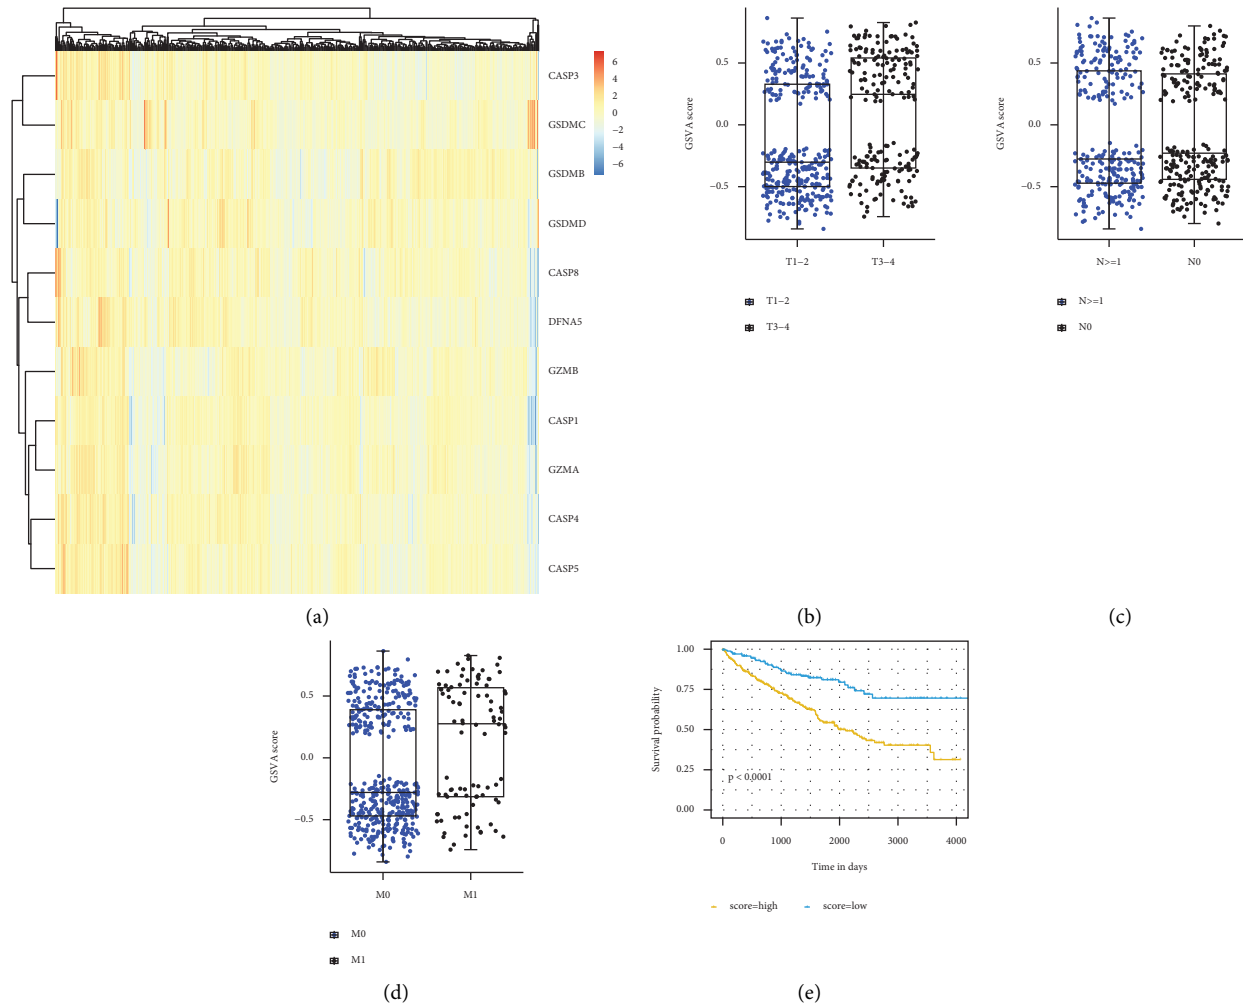 6
4
2
0
−2
−4
−6
CASP3
GSDMC
GSDMB
GSDMD
CASP8
DFNA5
GZMB
CASP1
GZMA
CASP4
CASP5
(a)
GSVA score
0.5
0.0
−0.5
T1−2
T3−4
T1−2
T3−4
(b)
GSVA score
0.5
0.0
−0.5
N>=1
N0
N>=1
N0
(c)
GSVA score
0.5
0.0
−0.5
M0
M1
M0
M1
(d)
Survival probability
1.00
0.75
0.50
0.25
0.00
p < 0.0001
0
1000
2000
3000
4000
Time in days
score=high
score=low
(e)